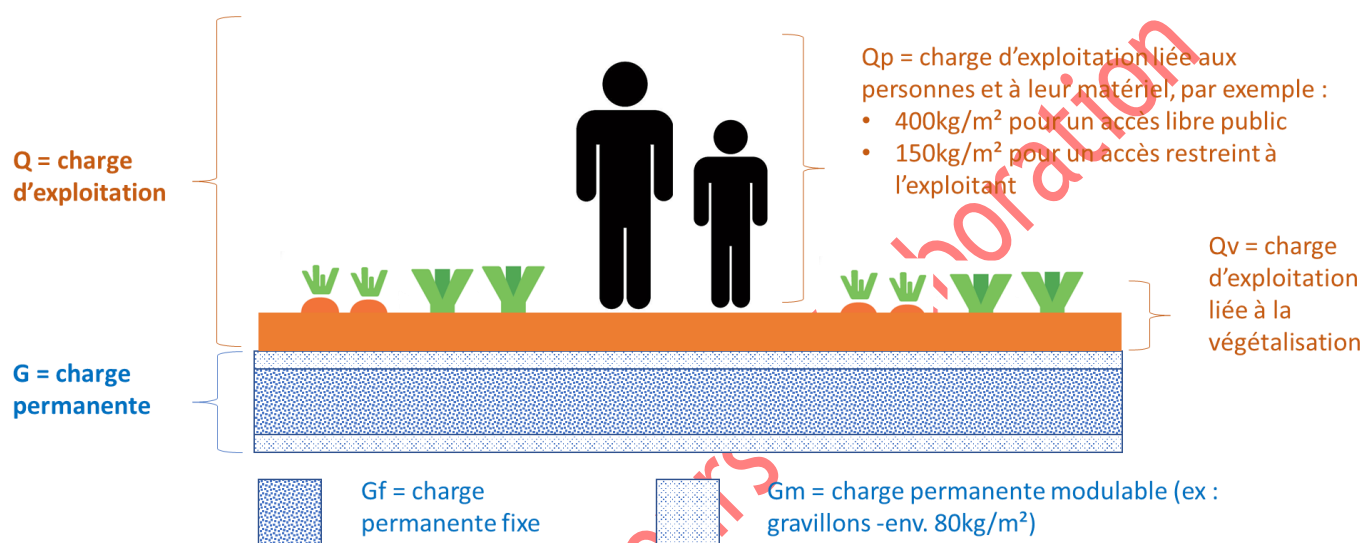 Qp = charge d'exploitation liée aux
personnes et à leur matériel, par exemple :
• 400kg/m² pour un accès libre public
• 150kg/m² pour un accès restreint à
l'exploitant
Q = charge
d'exploitation
Qv = charge
d'exploitation
liée à la
végétalisation
G = charge
permanente
Gf = charge
permanente fixe
Gm = charge permanente modulable (ex :
gravillons -env. 80kg/m²)